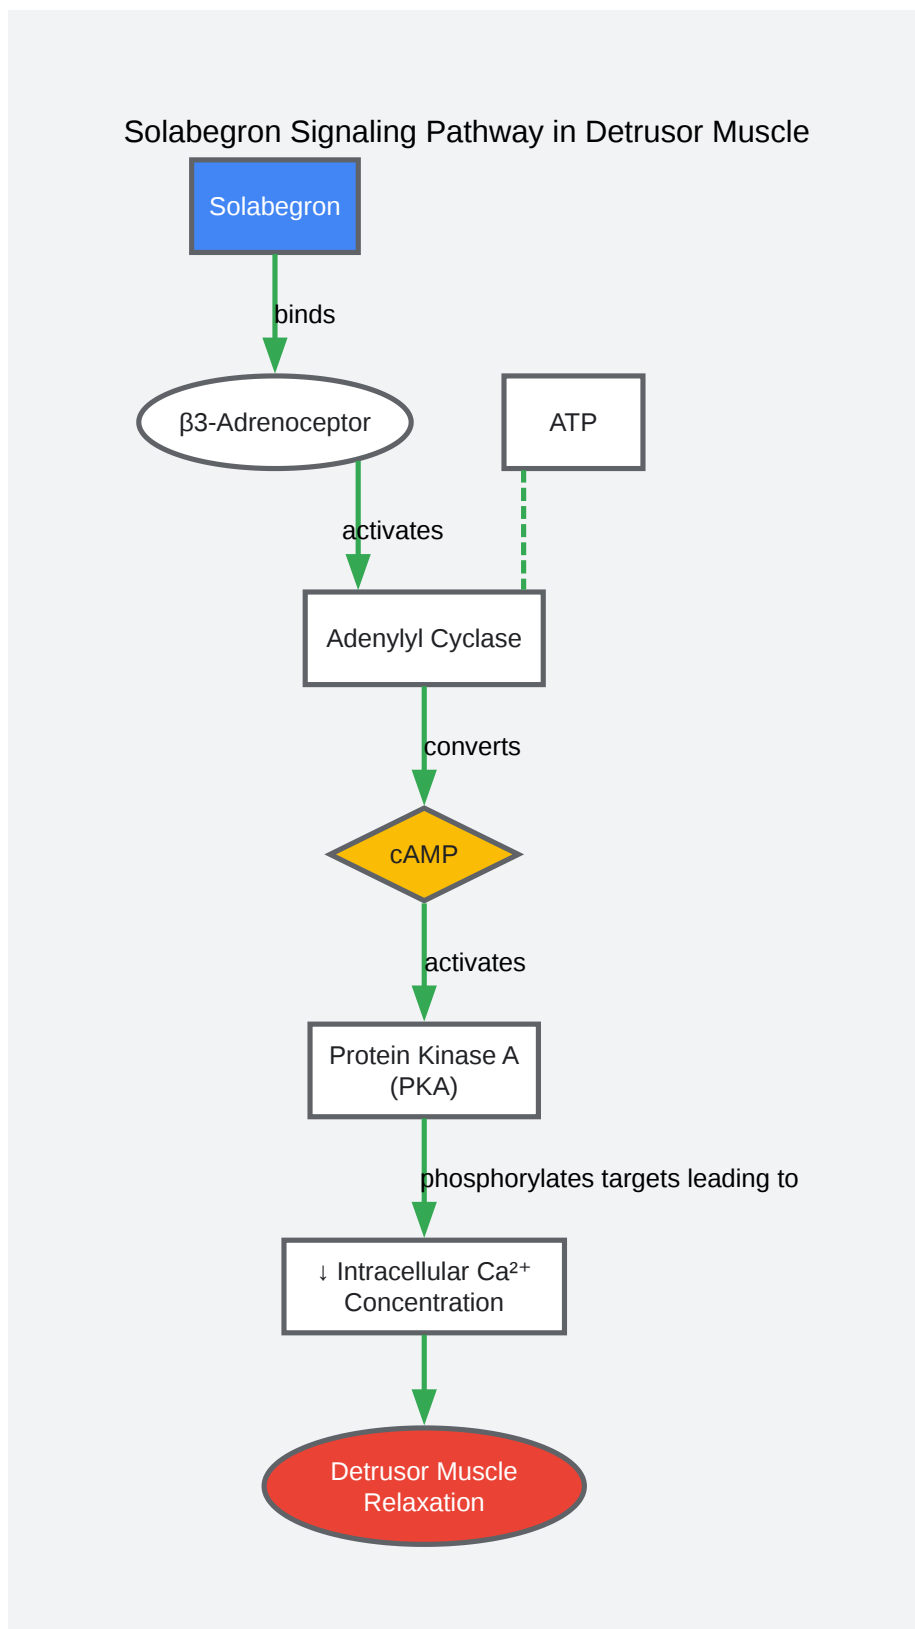 Solabegron Signaling Pathway in Detrusor Muscle
Solabegron
binds
β3-Adrenoceptor
ATP
activates
Adenylyl Cyclase
converts
cAMP
activates
Protein Kinase A
(PKA)
phosphorylates targets leading to
↓ Intracellular Ca²⁺
Concentration
Detrusor Muscle
Relaxation